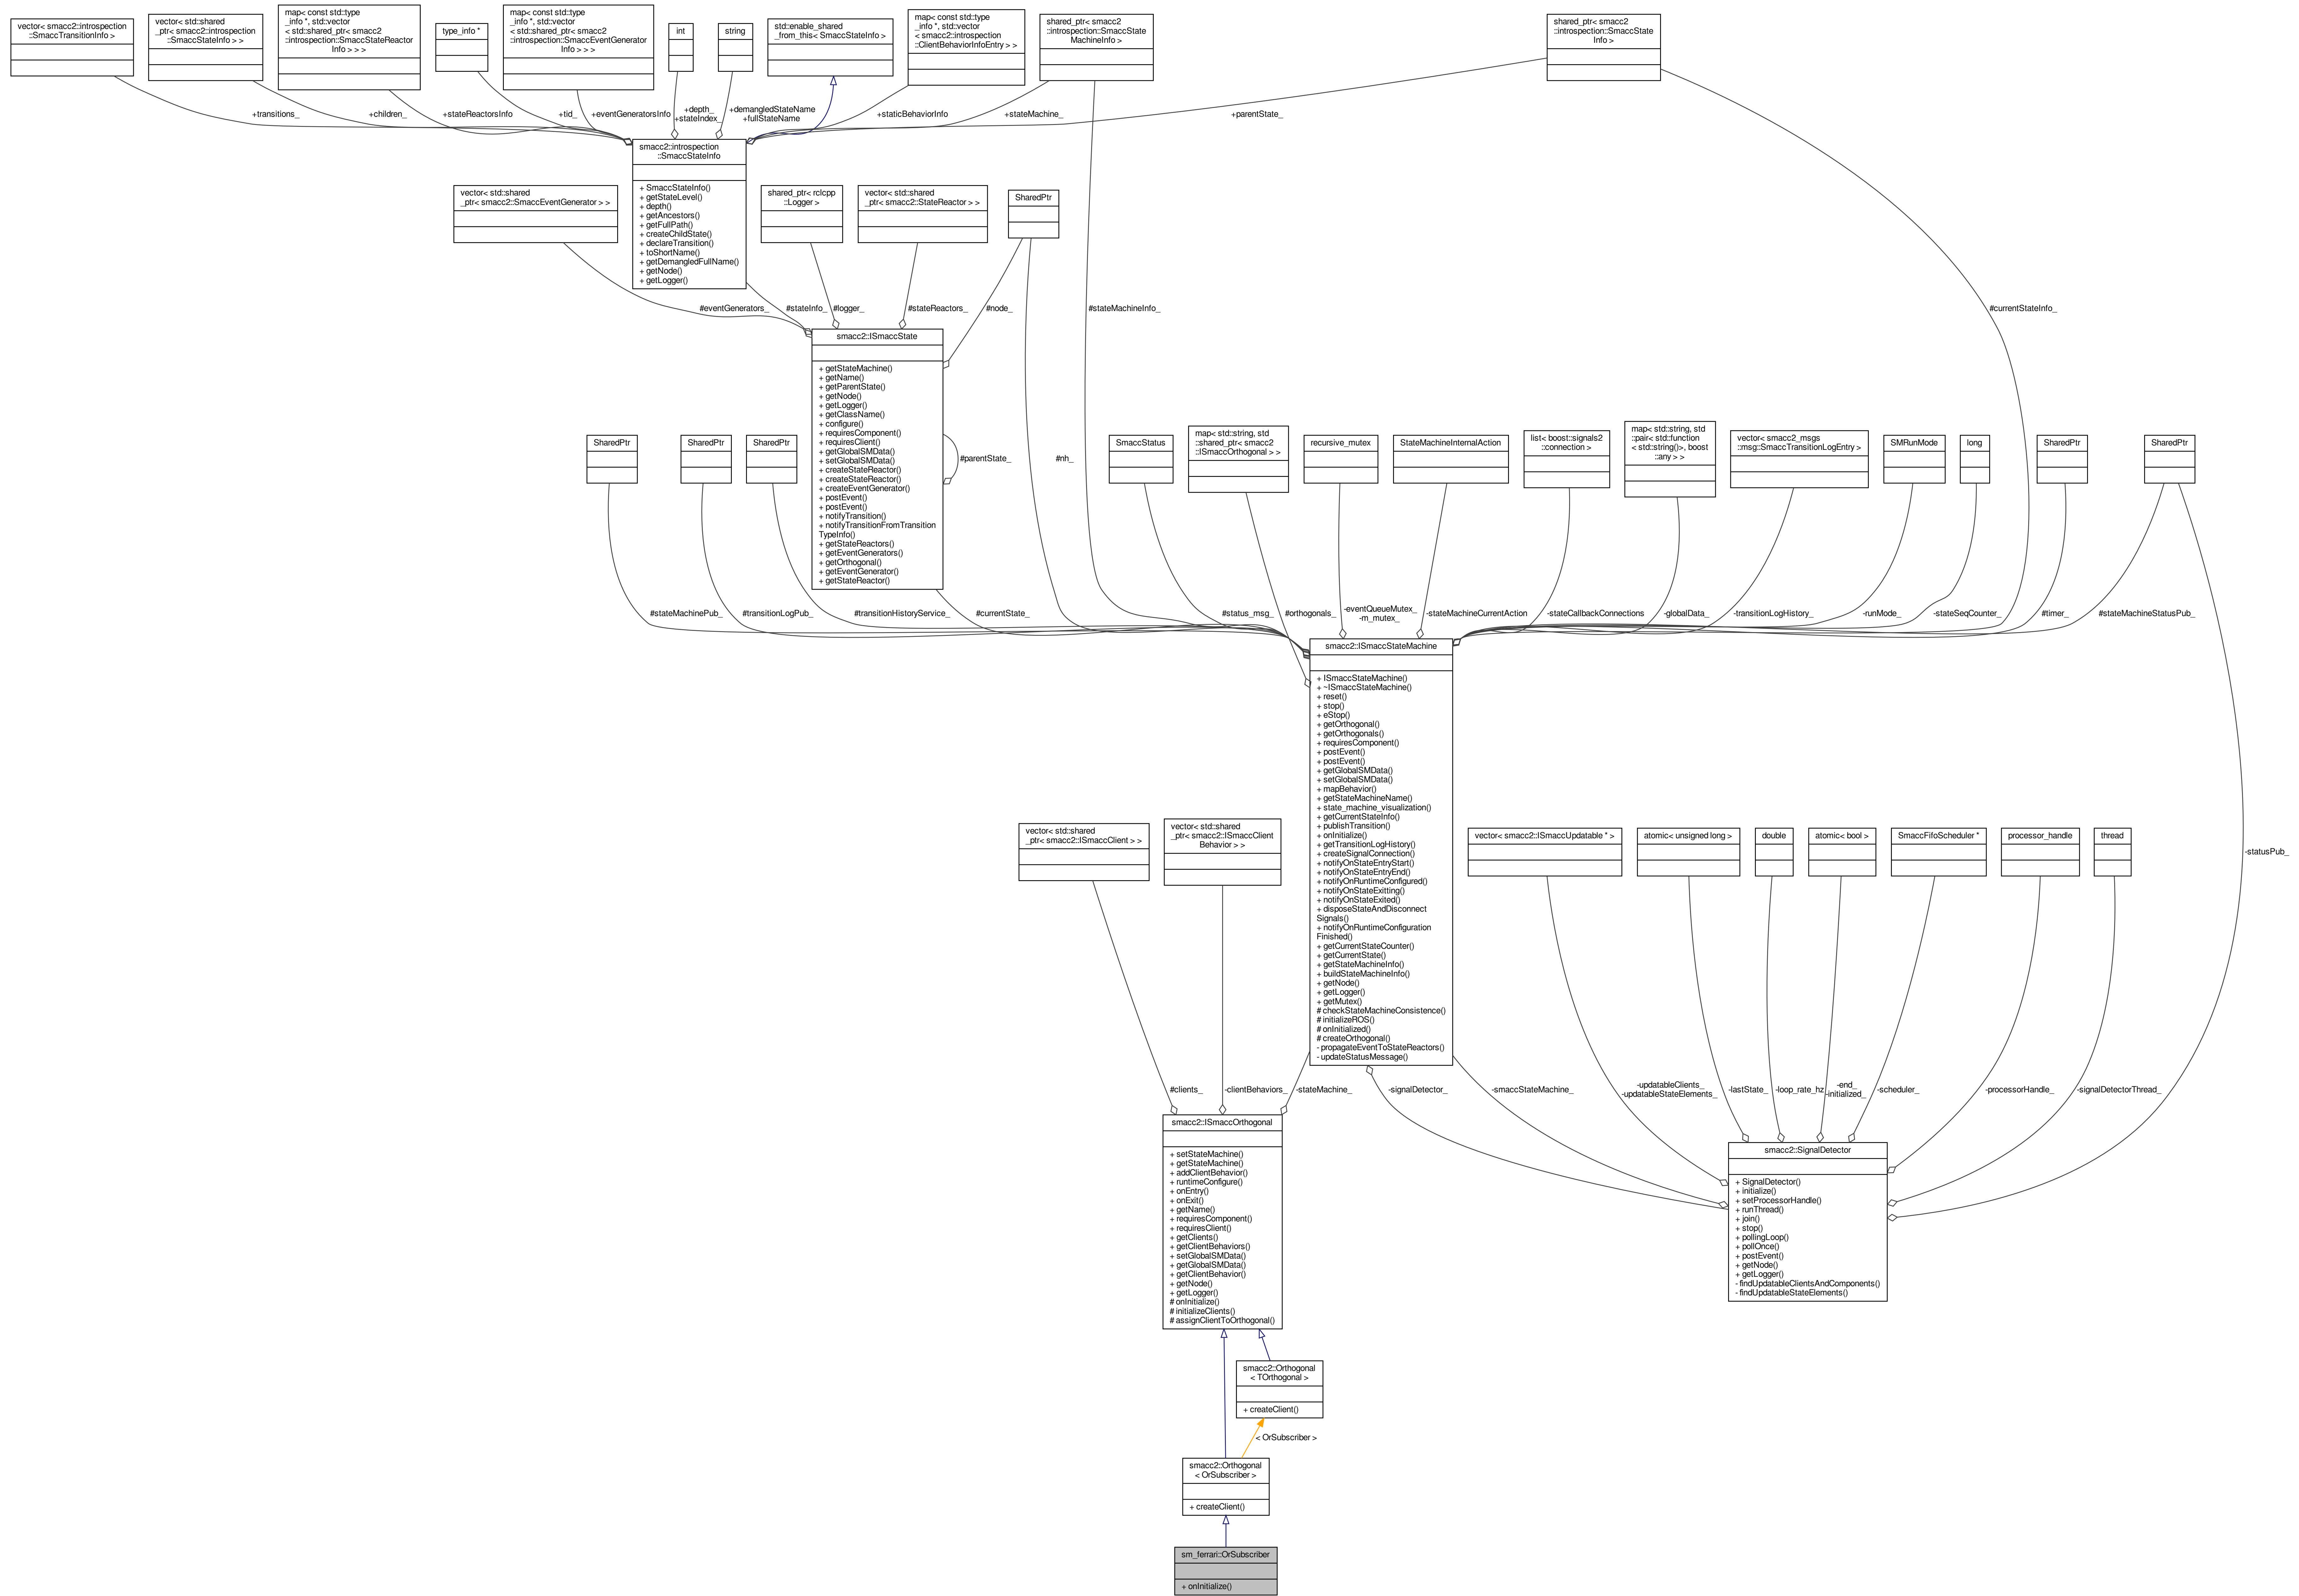 vector< smacc2::introspection
::SmaccTransitionInfo >
vector< std::shared
_ptr< smacc2::introspection
::SmaccStateInfo > >
map< const std::type
_info *, std::vector
< std::shared_ptr< smacc2
::introspection::SmaccStateReactor
Info > > >
type_info *
map< const std::type
_info *, std::vector
< std::shared_ptr< smacc2
::introspection::SmaccEventGenerator
Info > > >
int
string
std::enable_shared
_from_this< SmaccStateInfo >
map< const std::type
_info *, std::vector
< smacc2::introspection
::ClientBehaviorInfoEntry > >
shared_ptr< smacc2
::introspection::SmaccState
MachineInfo >
shared_ptr< smacc2
::introspection::SmaccState
Info >
+transitions_
+children_
+stateReactorsInfo
+tid_
+eventGeneratorsInfo
+depth_
+stateIndex_
+demangledStateName
+fullStateName
+staticBehaviorInfo
+stateMachine_
+parentState_
smacc2::introspection
::SmaccStateInfo
+ SmaccStateInfo()
+ getStateLevel()
+ depth()
+ getAncestors()
+ getFullPath()
+ createChildState()
+ declareTransition()
+ toShortName()
+ getDemangledFullName()
+ getNode()
+ getLogger()
vector< std::shared
_ptr< smacc2::SmaccEventGenerator > >
shared_ptr< rclcpp
::Logger >
vector< std::shared
_ptr< smacc2::StateReactor > >
SharedPtr
#eventGenerators_
#stateInfo_
#logger_
#stateReactors_
#node_
#stateMachineInfo_
#currentStateInfo_
smacc2::ISmaccState
+ getStateMachine()
+ getName()
+ getParentState()
+ getNode()
+ getLogger()
+ getClassName()
+ configure()
+ requiresComponent()
+ requiresClient()
+ getGlobalSMData()
+ setGlobalSMData()
+ createStateReactor()
+ createStateReactor()
+ createEventGenerator()
+ postEvent()
+ postEvent()
+ notifyTransition()
+ notifyTransitionFromTransition
TypeInfo()
+ getStateReactors()
+ getEventGenerators()
+ getOrthogonal()
+ getEventGenerator()
+ getStateReactor()
#parentState_
#nh_
SharedPtr
SharedPtr
SharedPtr
SmaccStatus
map< std::string, std
::shared_ptr< smacc2
::ISmaccOrthogonal > >
recursive_mutex
StateMachineInternalAction
list< boost::signals2
::connection >
map< std::string, std
::pair< std::function
< std::string()>, boost
::any > >
vector< smacc2_msgs
::msg::SmaccTransitionLogEntry >
SMRunMode
long
SharedPtr
SharedPtr
#stateMachinePub_
#transitionLogPub_
#transitionHistoryService_
#currentState_
#status_msg_
#orthogonals_
-eventQueueMutex_
-m_mutex_
-stateMachineCurrentAction
-stateCallbackConnections
-globalData_
-transitionLogHistory_
-runMode_
-stateSeqCounter_
#timer_
#stateMachineStatusPub_
smacc2::ISmaccStateMachine
+ ISmaccStateMachine()
+ ~ISmaccStateMachine()
+ reset()
+ stop()
+ eStop()
+ getOrthogonal()
+ getOrthogonals()
+ requiresComponent()
+ postEvent()
+ postEvent()
+ getGlobalSMData()
+ setGlobalSMData()
+ mapBehavior()
+ getStateMachineName()
+ state_machine_visualization()
+ getCurrentStateInfo()
+ publishTransition()
+ onInitialize()
+ getTransitionLogHistory()
+ createSignalConnection()
+ notifyOnStateEntryStart()
+ notifyOnStateEntryEnd()
+ notifyOnRuntimeConfigured()
+ notifyOnStateExitting()
+ notifyOnStateExited()
+ disposeStateAndDisconnect
Signals()
+ notifyOnRuntimeConfiguration
Finished()
+ getCurrentStateCounter()
+ getCurrentState()
+ getStateMachineInfo()
+ buildStateMachineInfo()
+ getNode()
+ getLogger()
+ getMutex()
# checkStateMachineConsistence()
# initializeROS()
# onInitialized()
# createOrthogonal()
- propagateEventToStateReactors()
- updateStatusMessage()
vector< std::shared
_ptr< smacc2::ISmaccClient > >
vector< std::shared
_ptr< smacc2::ISmaccClient
Behavior > >
vector< smacc2::ISmaccUpdatable * >
atomic< unsigned long >
double
atomic< bool >
SmaccFifoScheduler *
processor_handle
thread
-statusPub_
#clients_
-clientBehaviors_
-stateMachine_
-signalDetector_
-smaccStateMachine_
-updatableClients_
-updatableStateElements_
-lastState_
-loop_rate_hz
-end_
-initialized_
-scheduler_
-processorHandle_
-signalDetectorThread_
smacc2::ISmaccOrthogonal
+ setStateMachine()
+ getStateMachine()
+ addClientBehavior()
+ runtimeConfigure()
+ onEntry()
+ onExit()
+ getName()
+ requiresComponent()
+ requiresClient()
+ getClients()
+ getClientBehaviors()
+ setGlobalSMData()
+ getGlobalSMData()
+ getClientBehavior()
+ getNode()
+ getLogger()
# onInitialize()
# initializeClients()
# assignClientToOrthogonal()
smacc2::SignalDetector
+ SignalDetector()
+ initialize()
+ setProcessorHandle()
+ runThread()
+ join()
+ stop()
+ pollingLoop()
+ pollOnce()
+ postEvent()
+ getNode()
+ getLogger()
- findUpdatableClientsAndComponents()
- findUpdatableStateElements()
smacc2::Orthogonal
< TOrthogonal >
+ createClient()
< OrSubscriber >
smacc2::Orthogonal
< OrSubscriber >
+ createClient()
sm_ferrari::OrSubscriber
+ onInitialize()